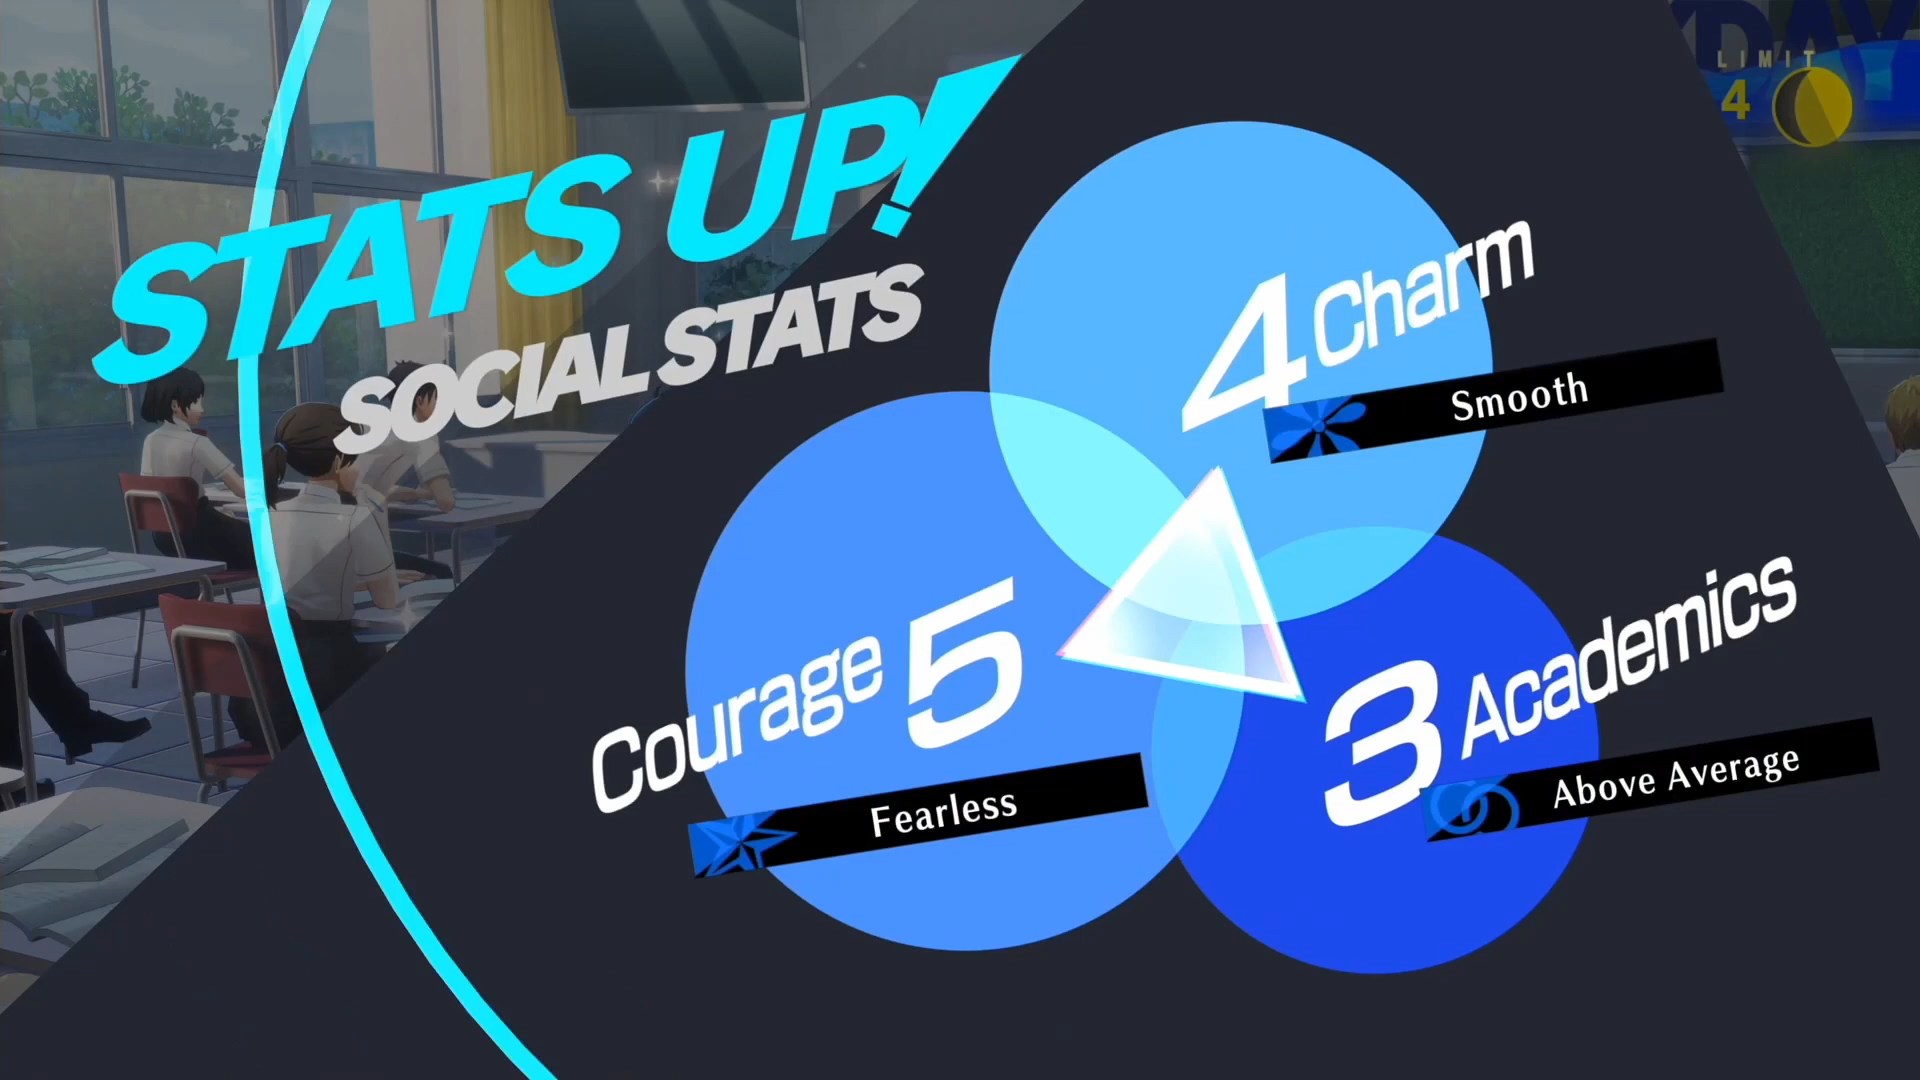 STATS UP!
SOCIAL STATS
LIMIT
4
4 Charm
Smooth
Courage 5
Fearless
3 Academics
Above Average